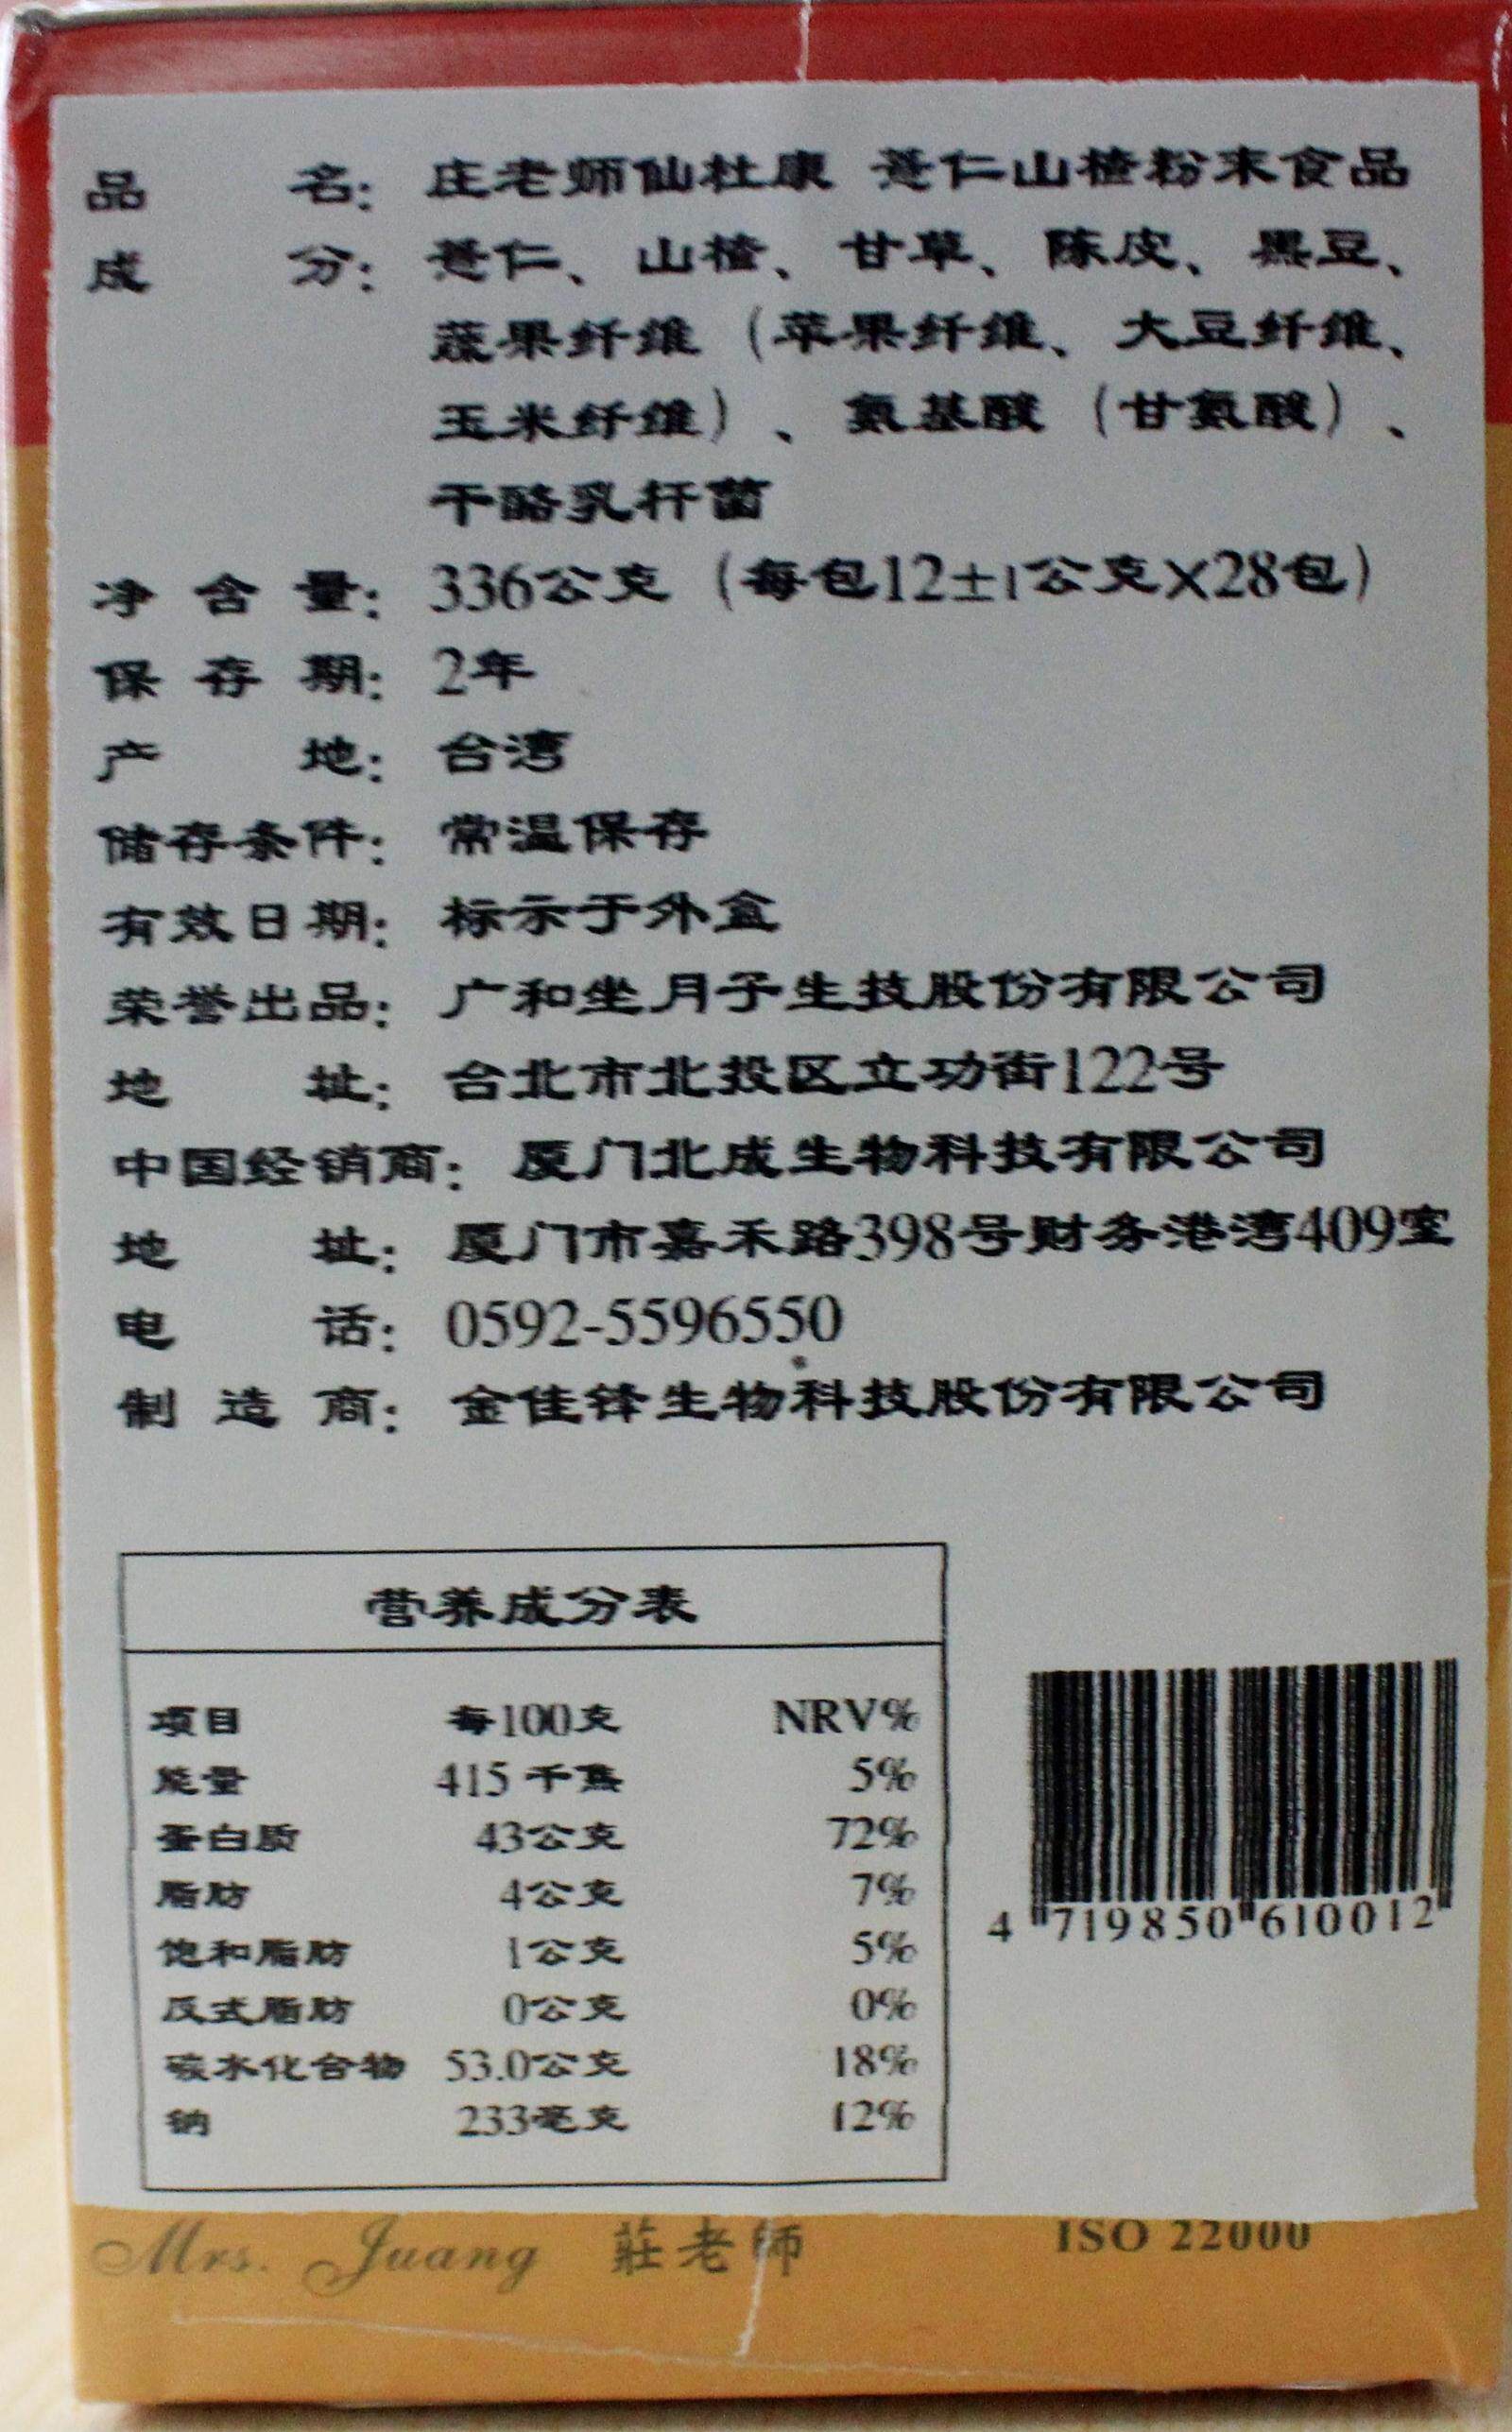 品名：庄老师仙杜康 薏仁山楂粉末食品
成分：薏仁、山楂、甘草、陈皮、黑豆、
蔬果纤维（苹果纤维、大豆纤维、
玉米纤维）、氨基酸（甘氨酸）、
干酪乳杆菌
净含量：336公克（每包12±1公克X28包）
保存期：2年
产地：台湾
储存条件：常温保存
有效日期：标示于外盒
荣誉出品：广和坐月子生技股份有限公司
地址：台北市北投区立功街122号
中国经销商：厦门北成生物科技有限公司
地址：厦门市嘉禾路398号财务港湾409室
电话：0592-5596550
制造商：金佳锋生物科技股份有限公司
营养成分表
项目 每100克 NRV%
能量 415千焦 5%
蛋白质 43公克 72%
脂肪 4公克 7%
饱和脂肪 1公克 5%
反式脂肪 0公克 0%
碳水化合物 53.0公克 18%
钠 233毫克 12%
4 719850 610012
Mrs. Juang 莊老師
ISO 22000